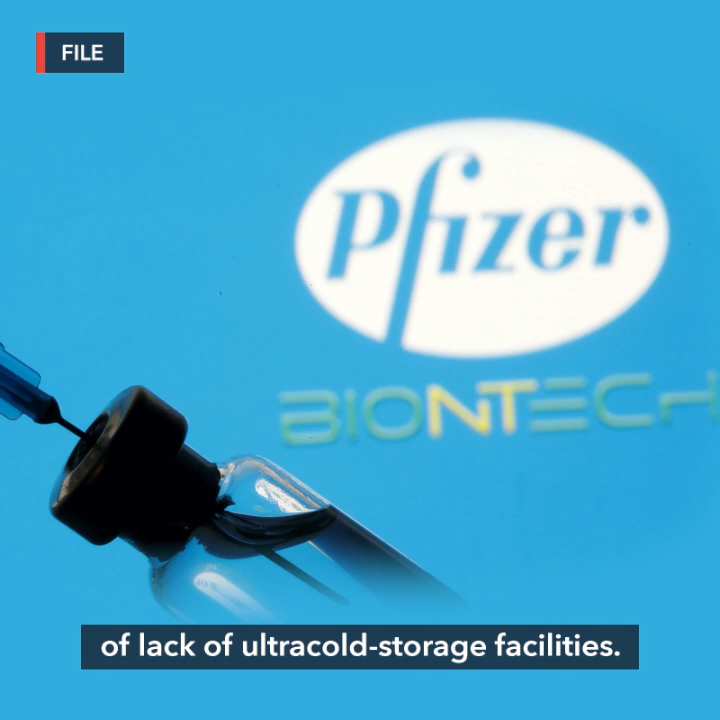 FILE
Pfizer
BIONTECH
of lack of ultracold-storage facilities.